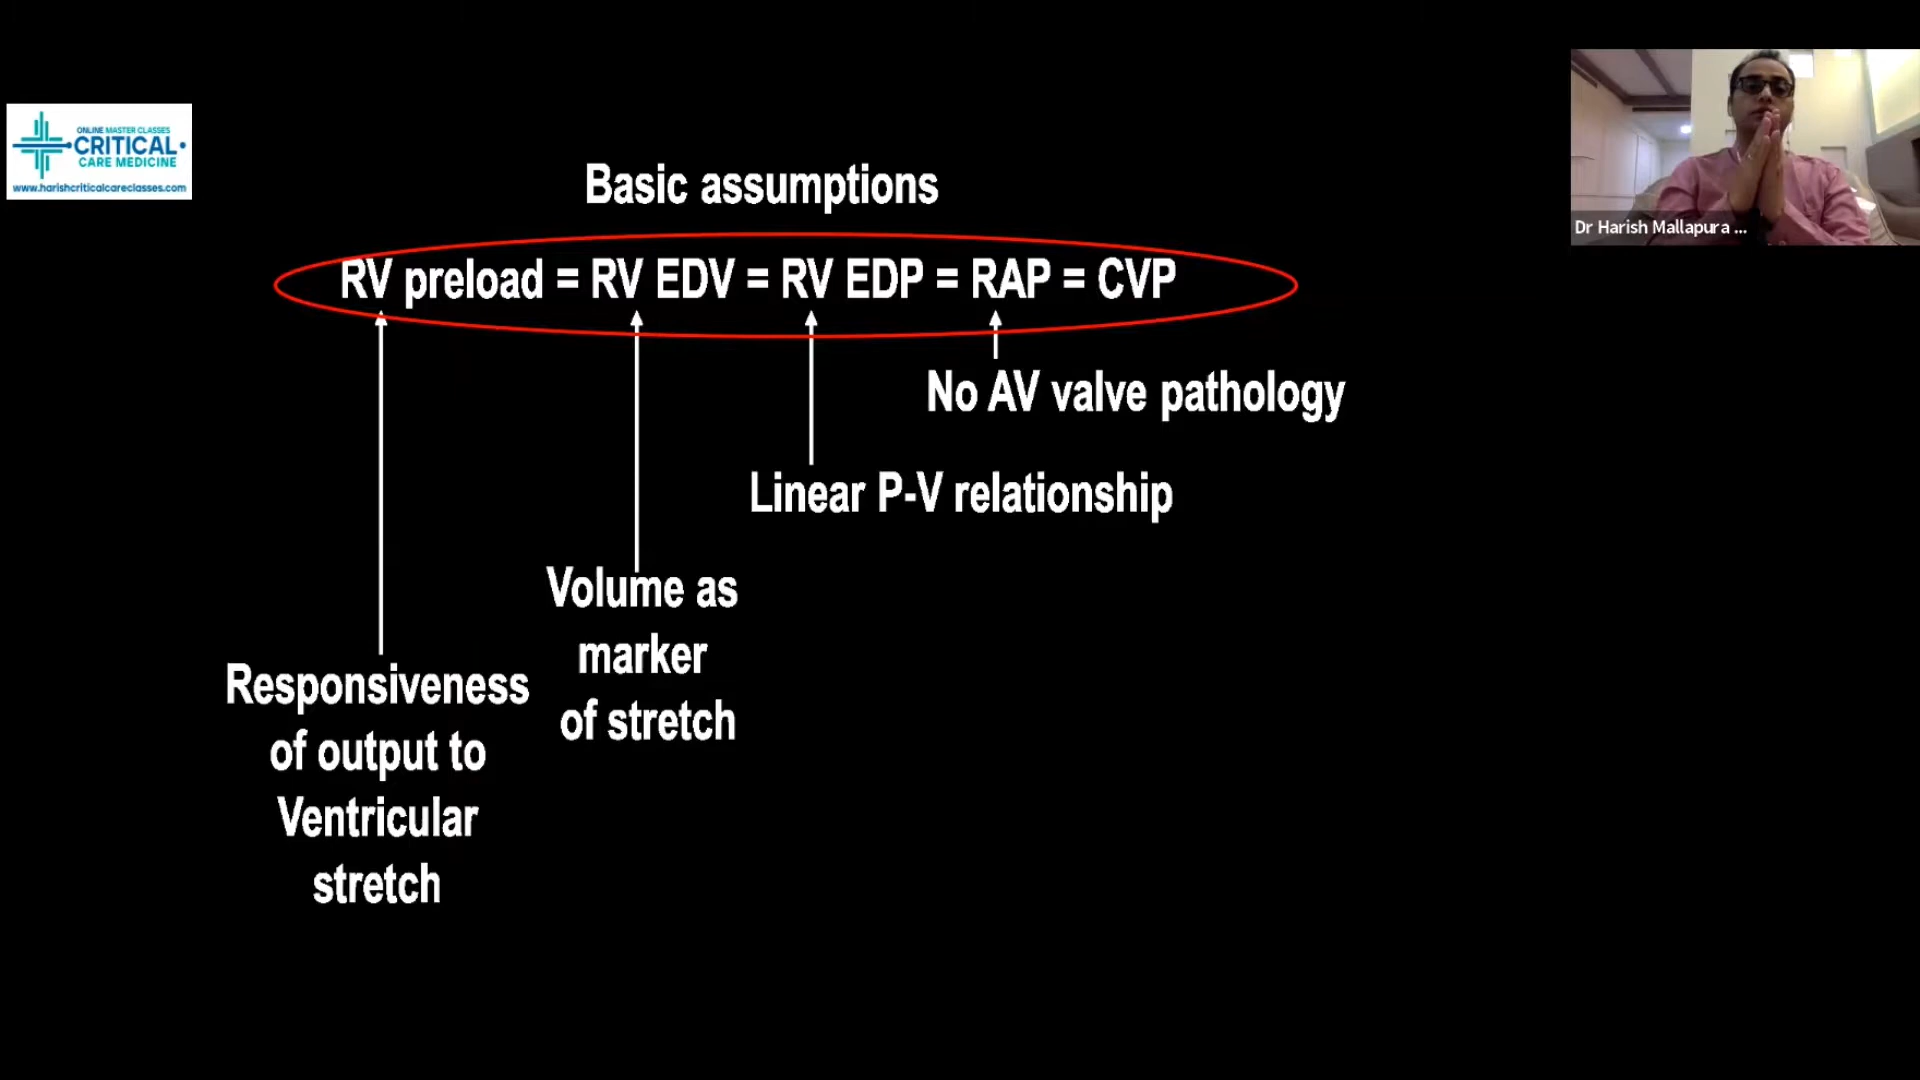 ONLINE MASTER CLASSES
CRITICAL
CARE MEDICINE
www.harishcriticalcareclasses.com
Dr Harish Mallapura ...
Basic assumptions
RV preload = RV EDV = RV EDP = RAP = CVP
No AV valve pathology
Linear P-V relationship
Volume as
marker
of stretch
Responsiveness
of output to
Ventricular
stretch